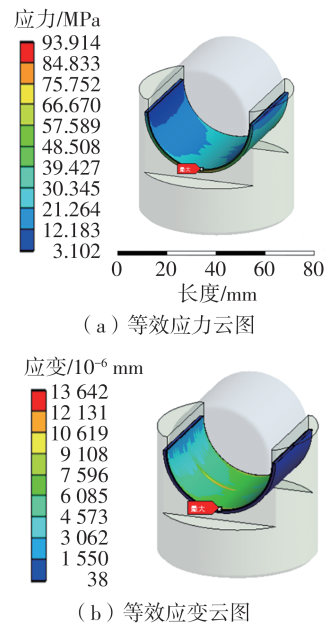 应力/MPa
93.914
84.833
75.752
66.670
57.589
48.508
39.427
30.345
21.264
12.183
3.102
最大
0 20 40 60 80
长度/mm
（a）等效应力云图
应变/10⁻⁶ mm
13 642
12 131
10 619
9 108
7 596
6 085
4 573
3 062
1 550
38
最大
（b）等效应变云图